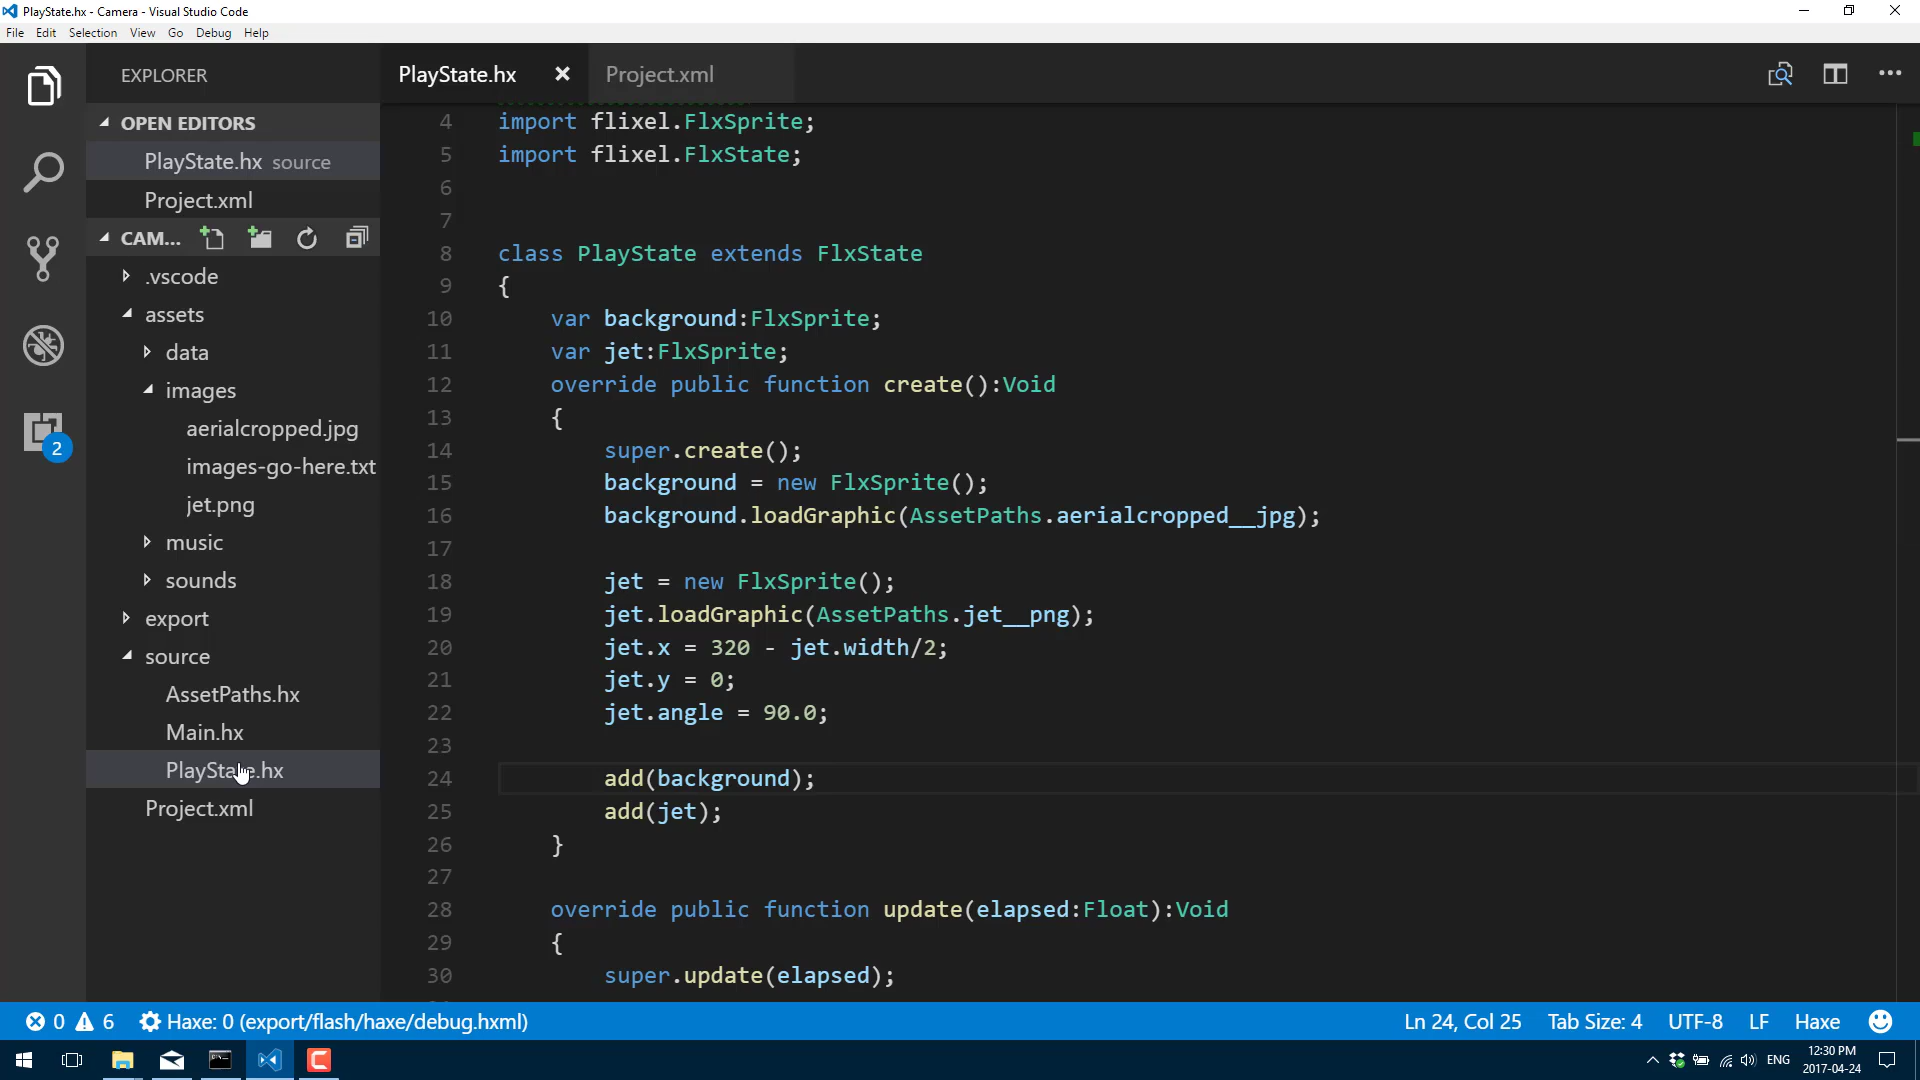 PlayState.hx - Camera - Visual Studio Code
File Edit Selection View Go Debug Help
EXPLORER
OPEN EDITORS
PlayState.hx source
Project.xml
CAM...
.vscode
assets
data
images
aerialcropped.jpg
images-go-here.txt
jet.png
music
sounds
export
source
AssetPaths.hx
Main.hx
PlayState.hx
Project.xml
2
PlayState.hx Project.xml
4 import flixel.FlxSprite;
5 import flixel.FlxState;
6
7
8 class PlayState extends FlxState
9 {
10 var background:FlxSprite;
11 var jet:FlxSprite;
12 override public function create():Void
13 {
14 super.create();
15 background = new FlxSprite();
16 background.loadGraphic(AssetPaths.aerialcropped__jpg);
17
18 jet = new FlxSprite();
19 jet.loadGraphic(AssetPaths.jet__png);
20 jet.x = 320 - jet.width/2;
21 jet.y = 0;
22 jet.angle = 90.0;
23
24 add(background);
25 add(jet);
26 }
27
28 override public function update(elapsed:Float):Void
29 {
30 super.update(elapsed);
0 6 Haxe: 0 (export/flash/haxe/debug.hxml) Ln 24, Col 25 Tab Size: 4 UTF-8 LF Haxe
ENG 12:30 PM
2017-04-24